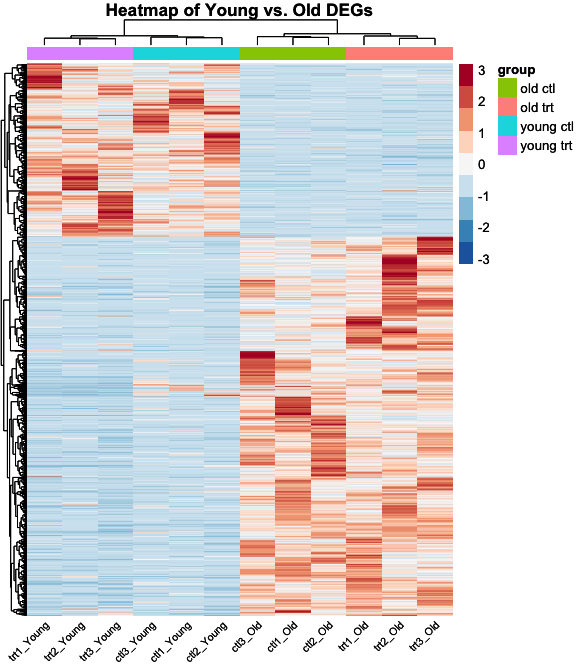 Heatmap of Young vs. Old DEGs
3
2
1
0
-1
-2
-3
group
old ctl
old trt
young ctl
young trt
trt1_Young
trt2_Young
trt3_Young
ctl3_Young
ctl1_Young
ctl2_Young
ctl3_Old
ctl1_Old
ctl2_Old
trt1_Old
trt2_Old
trt3_Old